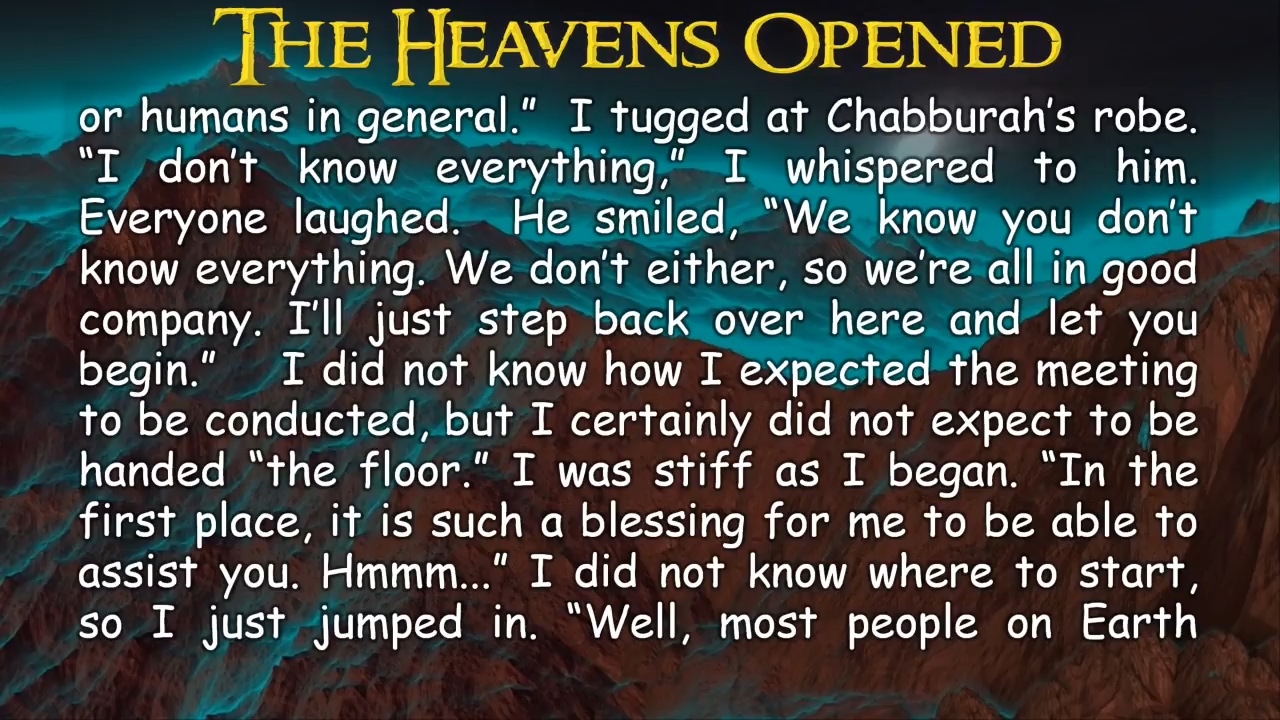 THE HEAVENS OPENED
or humans in general.” I tugged at Chabburah’s robe.
“I don’t know everything,” I whispered to him.
Everyone laughed. He smiled, “We know you don’t
know everything. We don’t either, so we’re all in good
company. I’ll just step back over here and let you
begin.” I did not know how I expected the meeting
to be conducted, but I certainly did not expect to be
handed “the floor.” I was stiff as I began. “In the
first place, it is such a blessing for me to be able to
assist you. Hmmm...” I did not know where to start,
so I just jumped in. “Well, most people on Earth